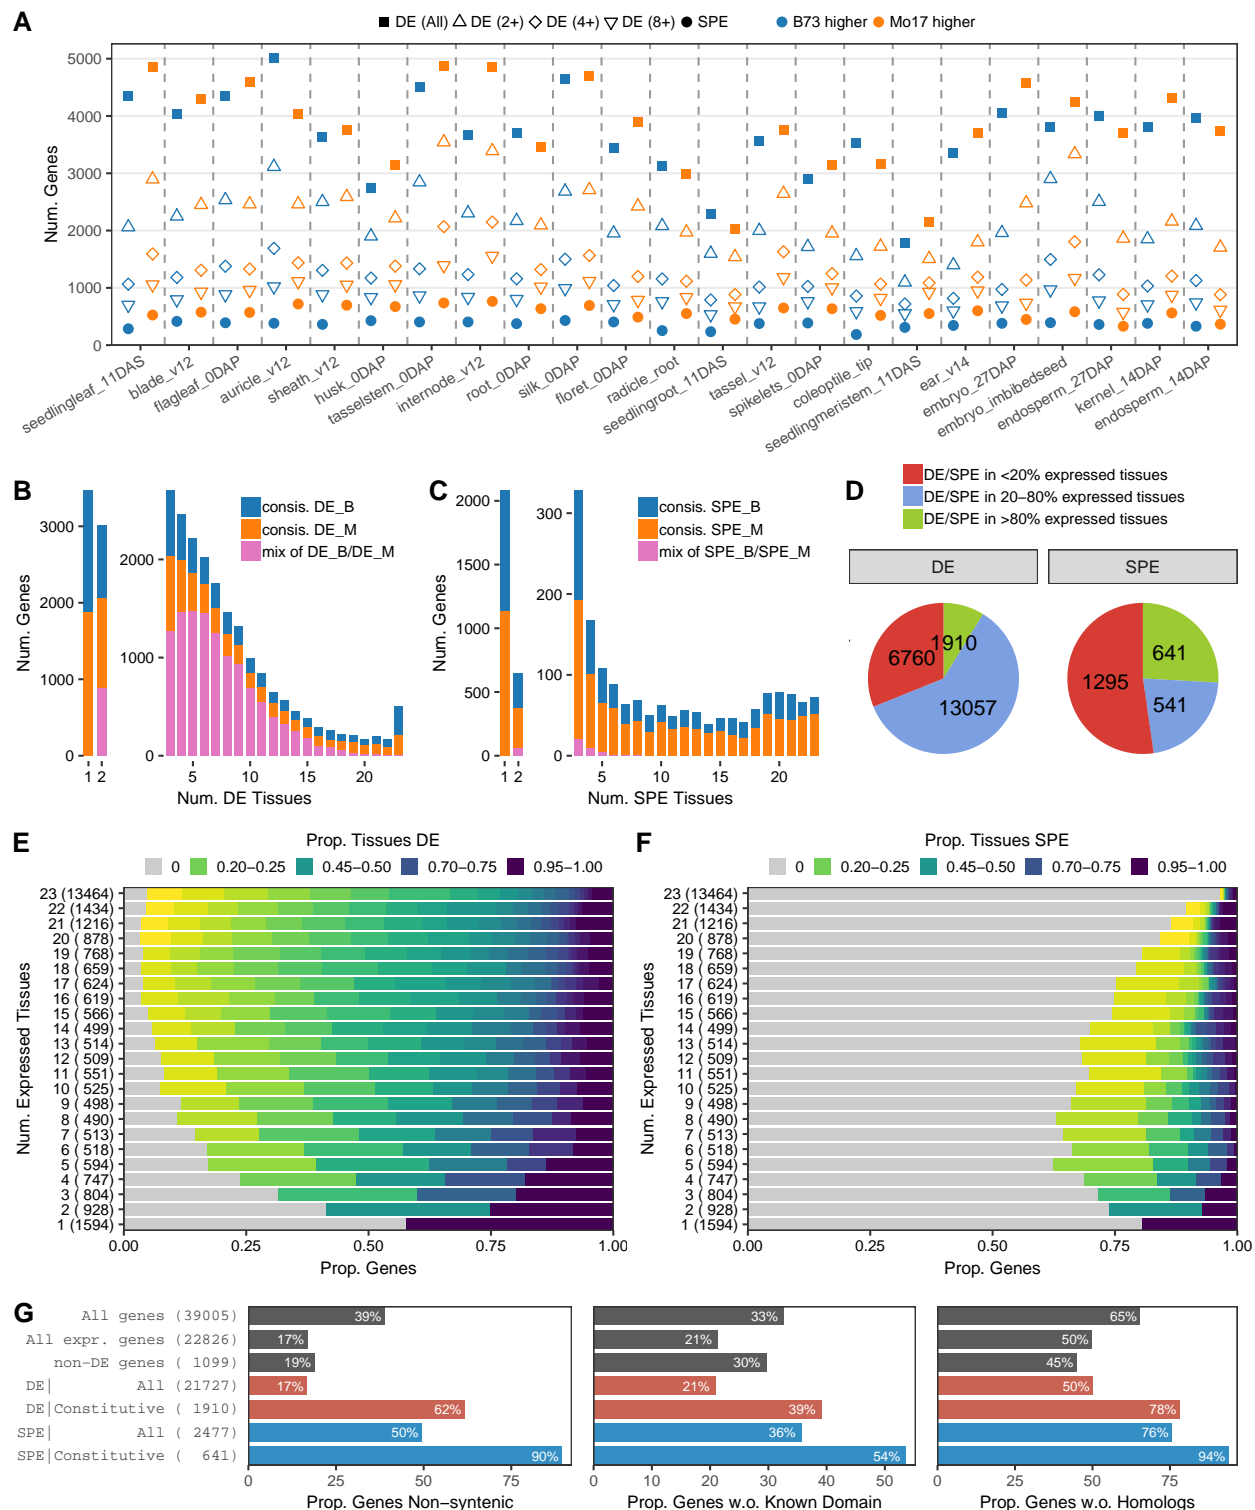 A
DE (All) DE (2+) DE (4+) DE (8+) SPE B73 higher Mo17 higher
Num. Genes
5000
4000
3000
2000
1000
0
seedlingleaf_11DAS
blade_v12
flagleaf_0DAP
auricle_v12
sheath_v12
husk_0DAP
tasselstem_0DAP
internode_v12
root_0DAP
silk_0DAP
floret_0DAP
radicle_root
seedlingroot_11DAS
tassel_v12
spikelets_0DAP
coleoptile_tip
seedlingmeristem_11DAS
ear_v14
embryo_27DAP
embryo_imbibedseed
endosperm_27DAP
kernel_14DAP
endosperm_14DAP
B
Num. Genes
3000
2000
1000
0
1 2
2000
1000
0
5 10 15 20
consis. DE_B
consis. DE_M
mix of DE_B/DE_M
Num. DE Tissues
C
Num. Genes
2000
1500
1000
500
0
1 2
300
200
100
0
5 10 15 20
consis. SPE_B
consis. SPE_M
mix of SPE_B/SPE_M
Num. SPE Tissues
D
DE/SPE in <20% expressed tissues
DE/SPE in 20–80% expressed tissues
DE/SPE in >80% expressed tissues
DE SPE
6760 1910 13057
1295 641 541
E
Prop. Tissues DE
0 0.20–0.25 0.45–0.50 0.70–0.75 0.95–1.00
Num. Expressed Tissues
23 (13464)
22 (1434)
21 (1216)
20 ( 878)
19 ( 768)
18 ( 659)
17 ( 624)
16 ( 619)
15 ( 566)
14 ( 499)
13 ( 514)
12 ( 509)
11 ( 551)
10 ( 525)
9 ( 498)
8 ( 490)
7 ( 513)
6 ( 518)
5 ( 594)
4 ( 747)
3 ( 804)
2 ( 928)
1 (1594)
0.00 0.25 0.50 0.75 1.00
Prop. Genes
F
Prop. Tissues SPE
0 0.20–0.25 0.45–0.50 0.70–0.75 0.95–1.00
Num. Expressed Tissues
23 (13464)
22 (1434)
21 (1216)
20 ( 878)
19 ( 768)
18 ( 659)
17 ( 624)
16 ( 619)
15 ( 566)
14 ( 499)
13 ( 514)
12 ( 509)
11 ( 551)
10 ( 525)
9 ( 498)
8 ( 490)
7 ( 513)
6 ( 518)
5 ( 594)
4 ( 747)
3 ( 804)
2 ( 928)
1 (1594)
0.00 0.25 0.50 0.75 1.00
Prop. Genes
G
All genes (39005) 39% 33% 65%
All expr. genes (22826) 17% 21% 50%
non-DE genes ( 1099) 19% 30% 45%
DE| All (21727) 17% 21% 50%
DE|Constitutive ( 1910) 62% 39% 78%
SPE| All ( 2477) 50% 36% 76%
SPE|Constitutive ( 641) 90% 54% 94%
0 25 50 75
Prop. Genes Non−syntenic
0 10 20 30 40 50
Prop. Genes w.o. Known Domain
0 25 50 75
Prop. Genes w.o. Homologs